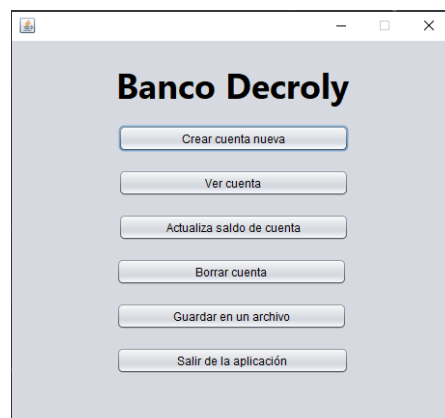 Banco Decroly
Crear cuenta nueva
Ver cuenta
Actualiza saldo de cuenta
Borrar cuenta
Guardar en un archivo
Salir de la aplicación